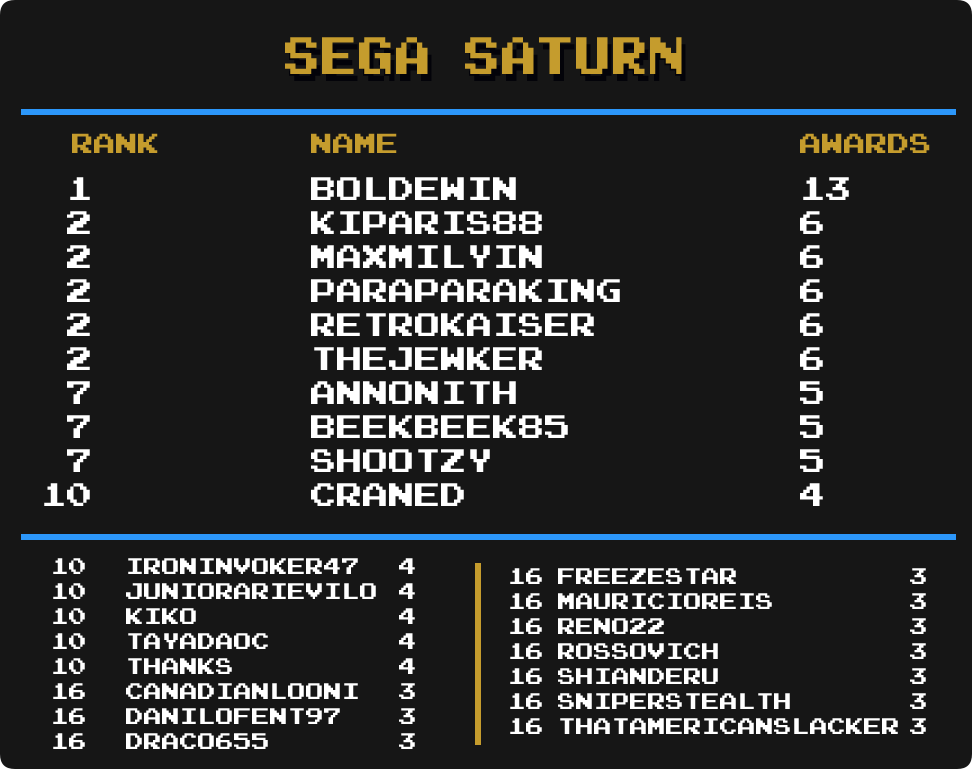 SEGA SATURN
RANK NAME AWARDS
1 BOLDEWIN 13
2 KIPARIS88 6
2 MAXMILYIN 6
2 PARAPARAKING 6
2 RETROKAISER 6
2 THEJEWKER 6
7 ANNONITH 5
7 BEEKBEEK85 5
7 SHOOTZY 5
10 CRANED 4
10 IRONINVOKER47 4
10 JUNIORARIEVILO 4
10 KIKO 4
10 TAYADAOC 4
10 THANKS 4
16 CANADIANLOONI 3
16 DANILOFENT97 3
16 DRACO655 3
16 FREEZESTAR 3
16 MAURICIOREIS 3
16 RENO22 3
16 ROSSOVICH 3
16 SHIANDERU 3
16 SNIPERSTEALTH 3
16 THATAMERICANSLACKER 3